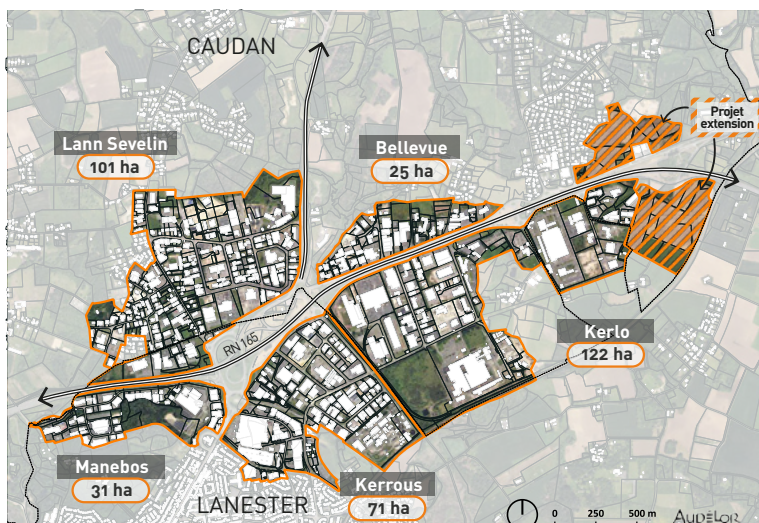 CAUDAN
Lann Sevelin
101 ha
Bellevue
25 ha
Projet
extension
RN 165
Kerlo
122 ha
Manebos
31 ha
Kerrous
71 ha
LANESTER
0 250 500 m
AUDÉLOR